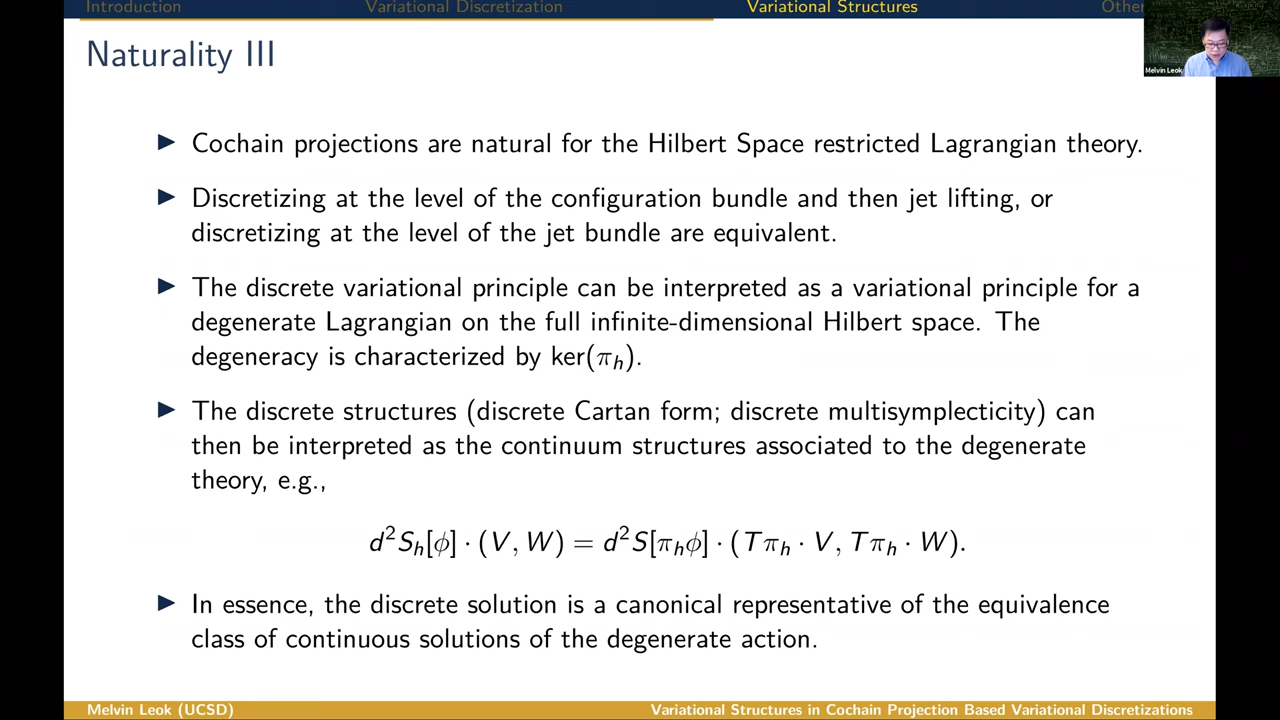 Introduction Variational Discretization Variational Structures Other
Naturality III
Melvin Leok
▶ Cochain projections are natural for the Hilbert Space restricted Lagrangian theory.
▶ Discretizing at the level of the configuration bundle and then jet lifting, or
discretizing at the level of the jet bundle are equivalent.
▶ The discrete variational principle can be interpreted as a variational principle for a
degenerate Lagrangian on the full infinite-dimensional Hilbert space. The
degeneracy is characterized by ker(πₕ).
▶ The discrete structures (discrete Cartan form; discrete multisymplecticity) can
then be interpreted as the continuum structures associated to the degenerate
theory, e.g.,
d²Sₕ[ϕ] · (V, W) = d²S[πₕϕ] · (Tπₕ · V, Tπₕ · W).
▶ In essence, the discrete solution is a canonical representative of the equivalence
class of continuous solutions of the degenerate action.
Melvin Leok (UCSD) Variational Structures in Cochain Projection Based Variational Discretizations